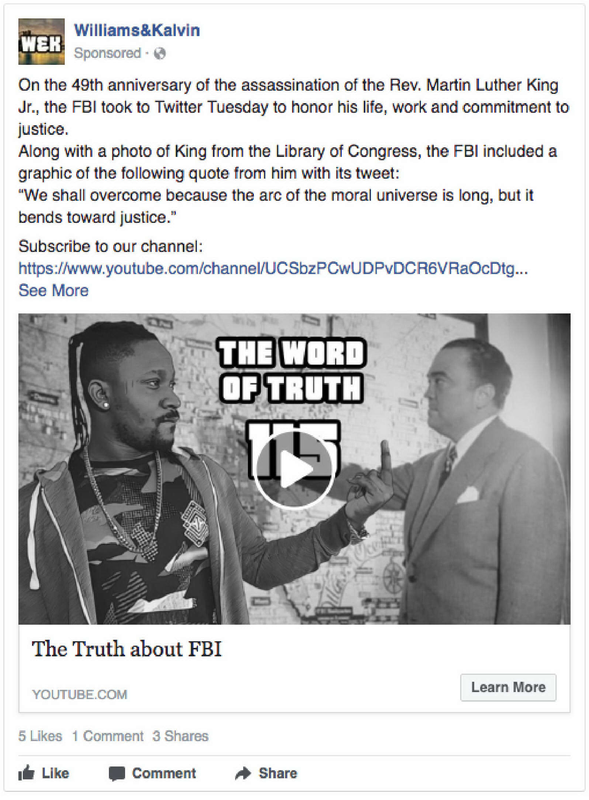 W&K
Williams&Kalvin
Sponsored ·
On the 49th anniversary of the assassination of the Rev. Martin Luther King
Jr., the FBI took to Twitter Tuesday to honor his life, work and commitment to
justice.
Along with a photo of King from the Library of Congress, the FBI included a
graphic of the following quote from him with its tweet:
“We shall overcome because the arc of the moral universe is long, but it
bends toward justice.”
Subscribe to our channel:
https://www.youtube.com/channel/UCSbzPCwUDPvDCR6VRaOcDtg...
See More
THE WORD
OF TRUTH
115
The Truth about FBI
YOUTUBE.COM
Learn More
5 Likes 1 Comment 3 Shares
Like Comment Share